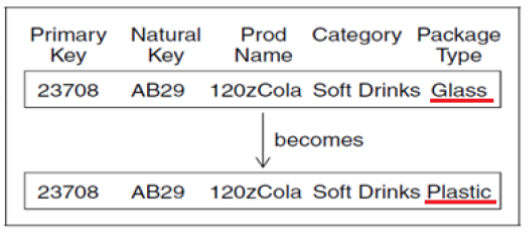 Primary Natural Prod Category Package
Key Key Name Type
23708 AB29 120zCola Soft Drinks Glass
becomes
23708 AB29 120zCola Soft Drinks Plastic